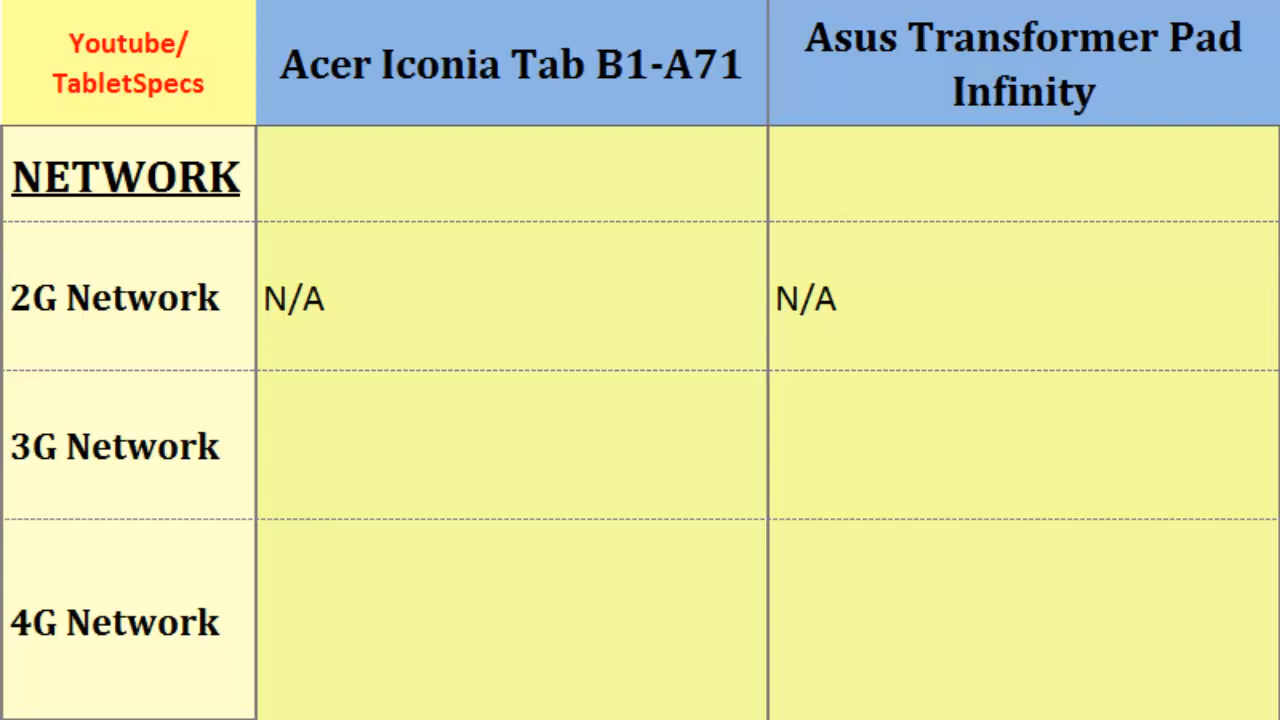 Youtube/
TabletSpecs
Acer Iconia Tab B1-A71
Asus Transformer Pad
Infinity
NETWORK
2G Network
N/A
N/A
3G Network
4G Network